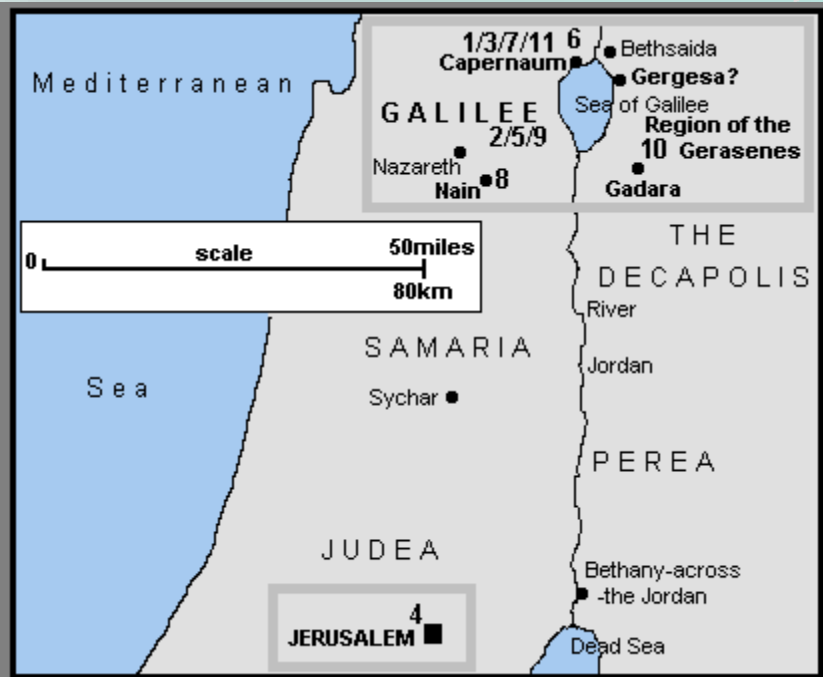 1/3/7/11 6
Bethsaida
Mediterranean
Capernaum
Gergesa?
Sea of Galilee
GALILEE
2/5/9
Region of the
10 Gerasenes
Nazareth
Nain 8
Gadara
THE
DECAPOLIS
0 scale 50miles
80km
River
SAMARIA
Jordan
Sea
Sychar
PEREA
JUDEA
Bethany-across
-the Jordan
4
JERUSALEM
Dead Sea